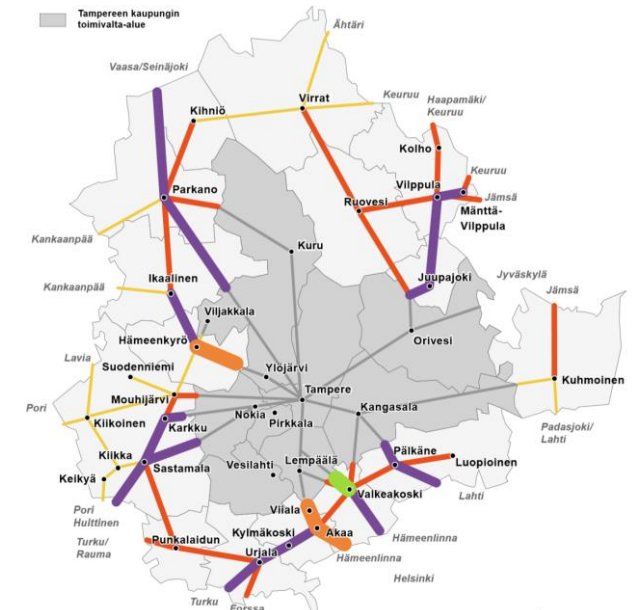 Tampereen kaupungin
toimivalta-alue
Ähtäri
Vaasa/Seinäjoki
Virrat
Keuruu
Haapamäki/
Keuruu
Kihniö
Kolho
Keuruu
Vilppula
Parkano
Ruovesi
Jämsä
Mänttä-
Vilppula
Kankaanpää
Kuru
Ikaalinen
Juupajoki
Jyväskylä
Kankaanpää
Jämsä
Viljakkala
Hämeenkyrö
Orivesi
Lavia
Suodenniemi
Ylöjärvi
Kuhmoinen
Tampere
Mouhijärvi
Pori
Nokia
Kangasala
Kiikoinen
Karkku
Pirkkala
Padasjoki/
Lahti
Kiikka
Pälkäne
Sastamala
Vesilahti
Lempäälä
Luopioinen
Keikyä
Valkeakoski
Lahti
Pori
Huittinen
Viiala
Turku/
Rauma
Kylmäkoski
Akaa
Hämeenlinna
Punkalaidun
Urjala
Hämeenlinna
Helsinki
Turku
Forssa